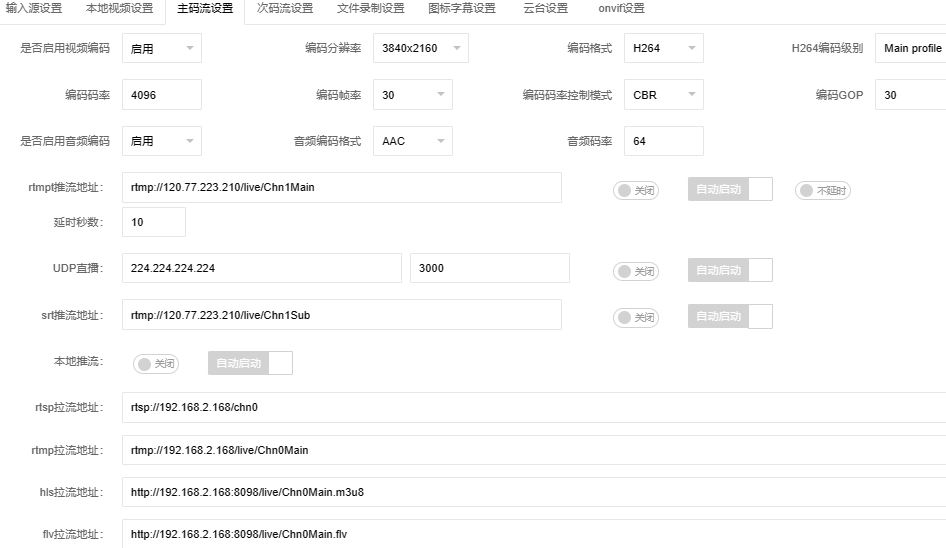 输入源设置 本地视频设置 主码流设置 次码流设置 文件录制设置 图标字幕设置 云台设置 onvif设置
是否启用视频编码 启用 编码分辨率 3840x2160 编码格式 H264 H264编码级别 Main profile
编码码率 4096 编码帧率 30 编码码率控制模式 CBR 编码GOP 30
是否启用音频编码 启用 音频编码格式 AAC 音频码率 64
rtmpt推流地址: rtmp://120.77.223.210/live/Chn1Main 关闭 自动启动 不延时
延时秒数: 10
UDP直播: 224.224.224.224 3000 关闭 自动启动
srt推流地址: rtmp://120.77.223.210/live/Chn1Sub 关闭 自动启动
本地推流: 关闭 自动启动
rtsp拉流地址: rtsp://192.168.2.168/chn0
rtmp拉流地址: rtmp://192.168.2.168/live/Chn0Main
hls拉流地址: http://192.168.2.168:8098/live/Chn0Main.m3u8
flv拉流地址: http://192.168.2.168:8098/live/Chn0Main.flv